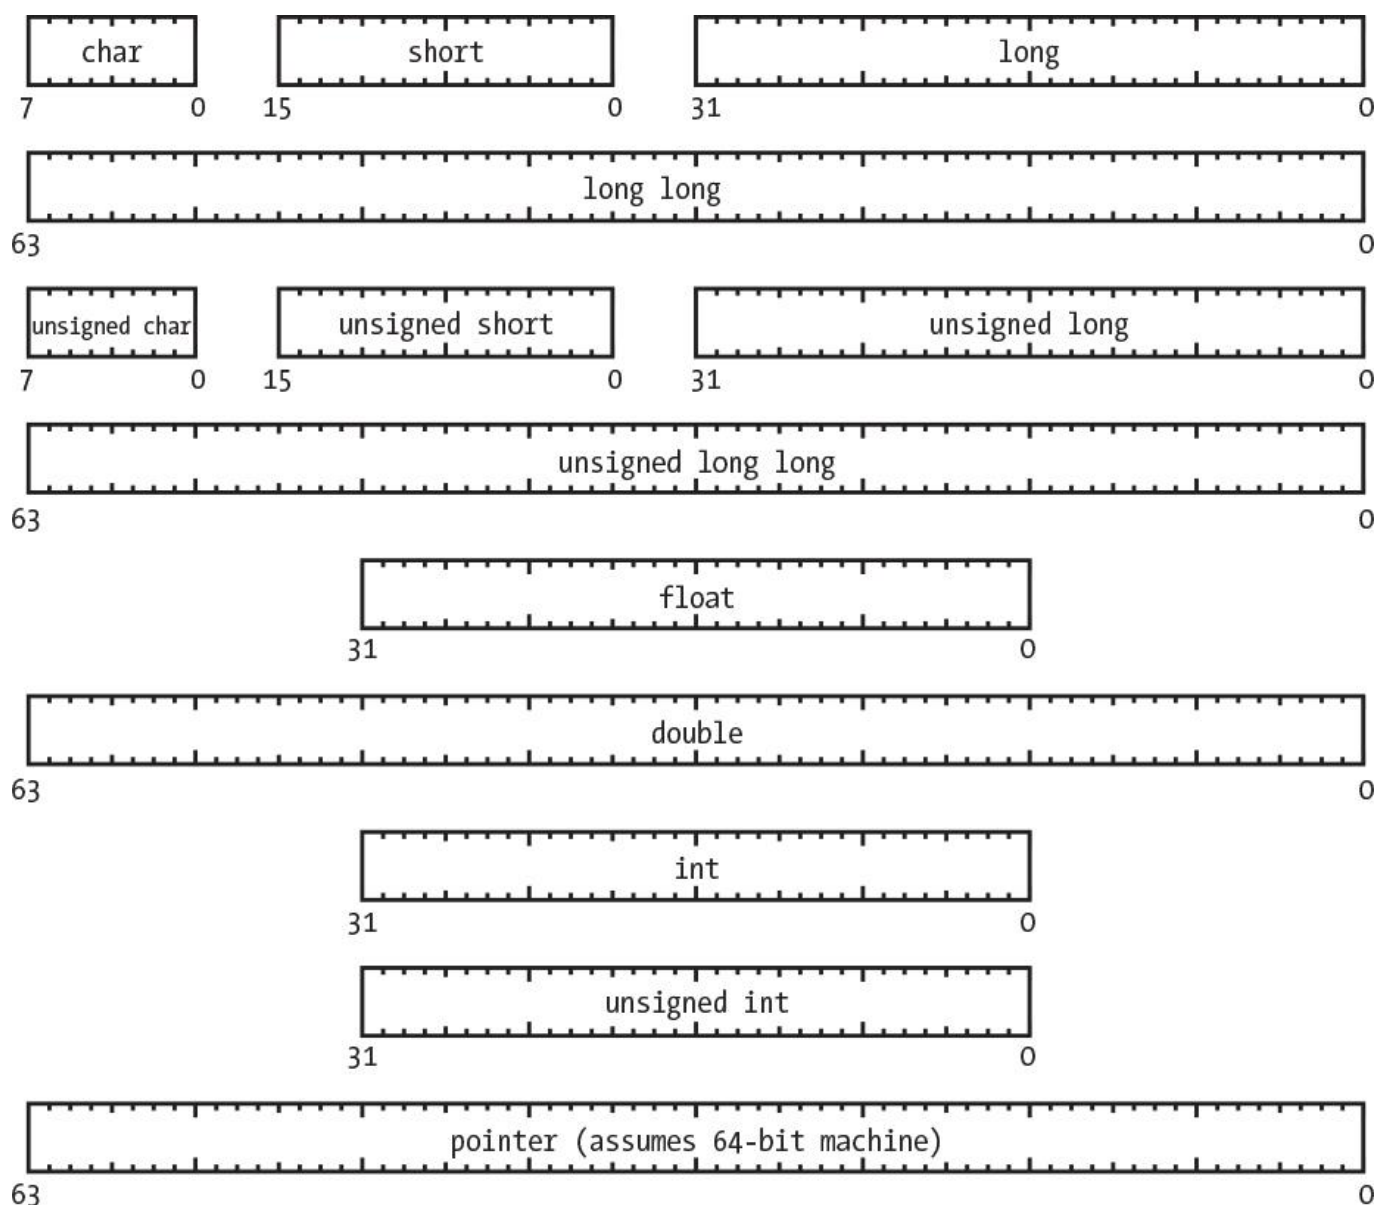 char short long
7 0 15 0 31 0
long long
63 0
unsigned char unsigned short unsigned long
7 0 15 0 31 0
unsigned long long
63 0
float
31 0
double
63 0
int
31 0
unsigned int
31 0
pointer (assumes 64-bit machine)
63 0